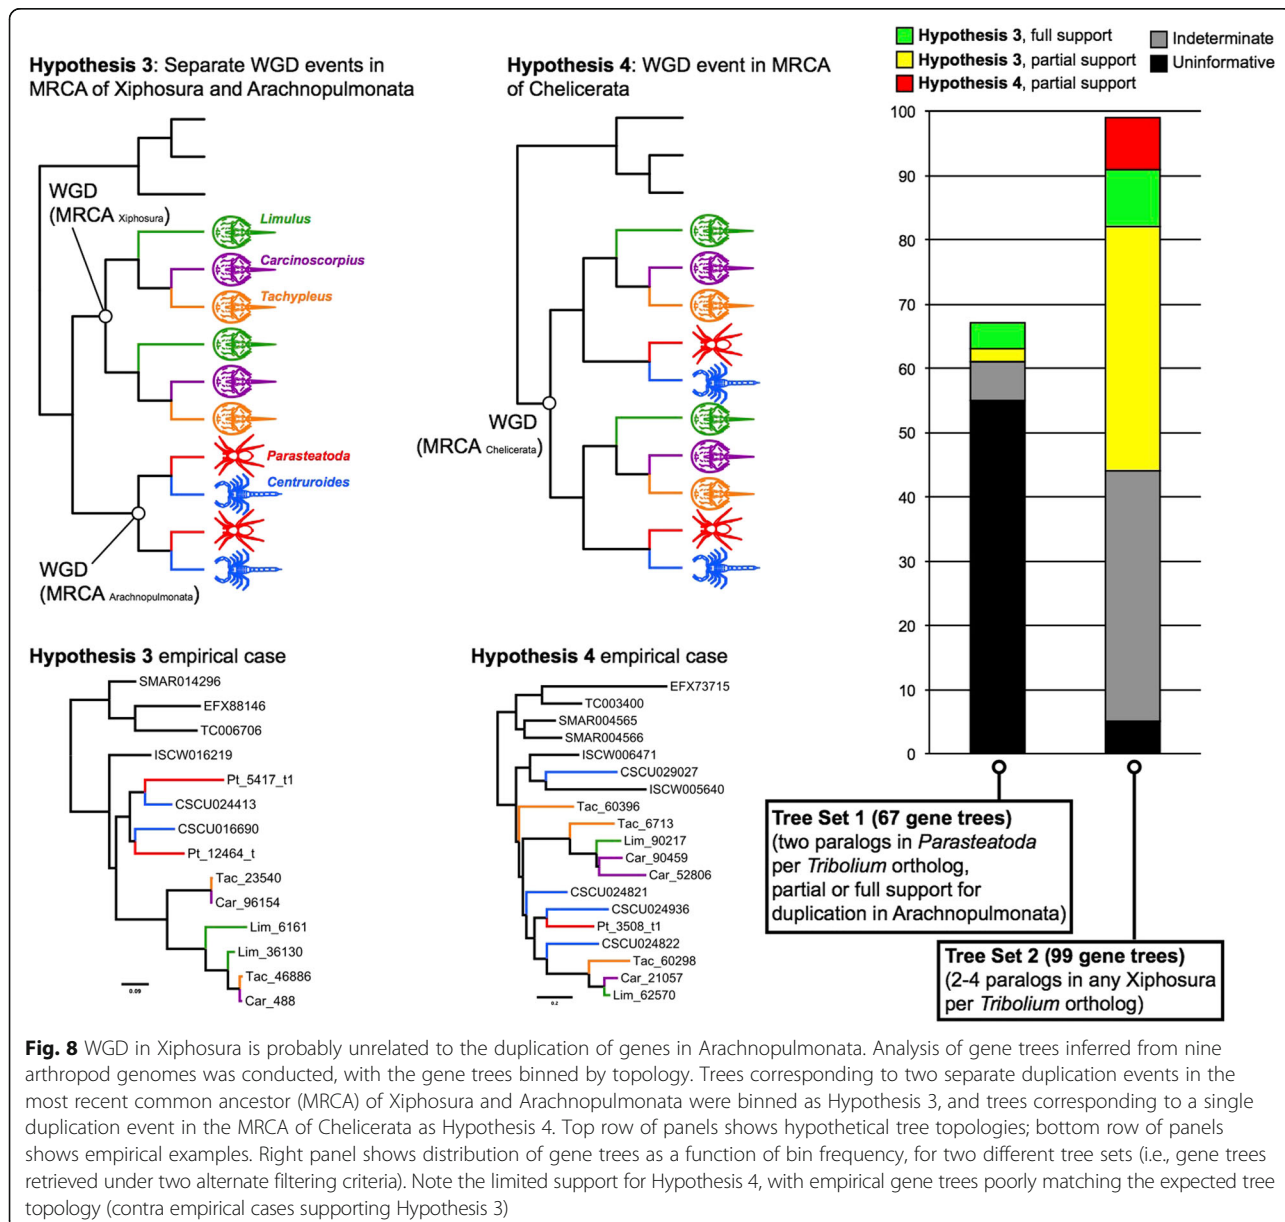 Hypothesis 3: Separate WGD events in
MRCA of Xiphosura and Arachnopulmonata
WGD
(MRCA Xiphosura)
Limulus
Carcinoscorpius
Tachypleus
Parasteatoda
Centruroides
WGD
(MRCA Arachnopulmonata)
Hypothesis 4: WGD event in MRCA
of Chelicerata
WGD
(MRCA Chelicerata)
Hypothesis 3, full support
Hypothesis 3, partial support
Hypothesis 4, partial support
Indeterminate
Uninformative
100
90
80
70
60
50
40
30
20
10
0
Tree Set 1 (67 gene trees)
(two paralogs in Parasteatoda
per Tribolium ortholog,
partial or full support for
duplication in Arachnopulmonata)
Tree Set 2 (99 gene trees)
(2-4 paralogs in any Xiphosura
per Tribolium ortholog)
Hypothesis 3 empirical case
SMAR014296
EFX88146
TC006706
ISCW016219
Pt_5417_t1
CSCU024413
CSCU016690
Pt_12464_t
Tac_23540
Car_96154
Lim_6161
Lim_36130
Tac_46886
Car_488
0.09
Hypothesis 4 empirical case
EFX73715
TC003400
SMAR004565
SMAR004566
ISCW006471
CSCU029027
ISCW005640
Tac_60396
Tac_6713
Lim_90217
Car_90459
Car_52806
CSCU024821
CSCU024936
Pt_3508_t1
CSCU024822
Tac_60298
Car_21057
Lim_62570
0.2
Fig. 8 WGD in Xiphosura is probably unrelated to the duplication of genes in Arachnopulmonata. Analysis of gene trees inferred from nine
arthropod genomes was conducted, with the gene trees binned by topology. Trees corresponding to two separate duplication events in the
most recent common ancestor (MRCA) of Xiphosura and Arachnopulmonata were binned as Hypothesis 3, and trees corresponding to a single
duplication event in the MRCA of Chelicerata as Hypothesis 4. Top row of panels shows hypothetical tree topologies; bottom row of panels
shows empirical examples. Right panel shows distribution of gene trees as a function of bin frequency, for two different tree sets (i.e., gene trees
retrieved under two alternate filtering criteria). Note the limited support for Hypothesis 4, with empirical gene trees poorly matching the expected tree
topology (contra empirical cases supporting Hypothesis 3)